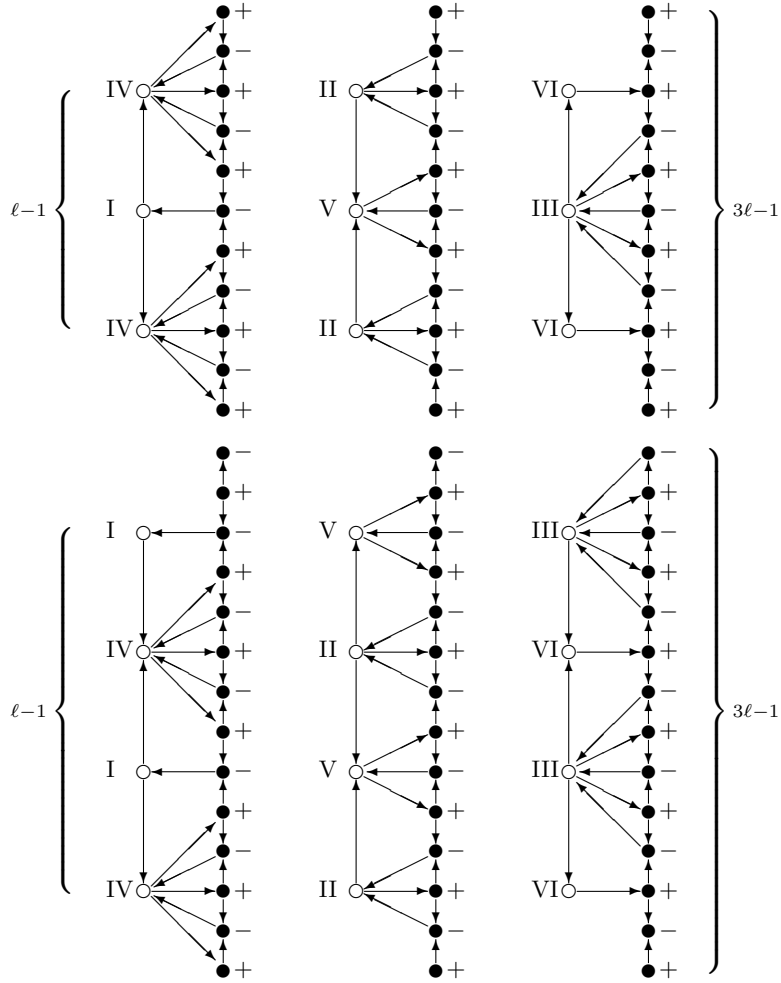 + + +
− − −
IV + II + VI +
− − −
+ + +
ℓ−1 I − V − III − 3ℓ−1
+ + +
− − −
IV + II + VI +
− − −
+ + +
− − −
+ + +
I − V − III −
+ + +
− − −
IV + II + VI +
− − −
ℓ−1 3ℓ−1
+ + +
I − V − III −
+ + +
− − −
IV + II + VI +
− − −
+ + +